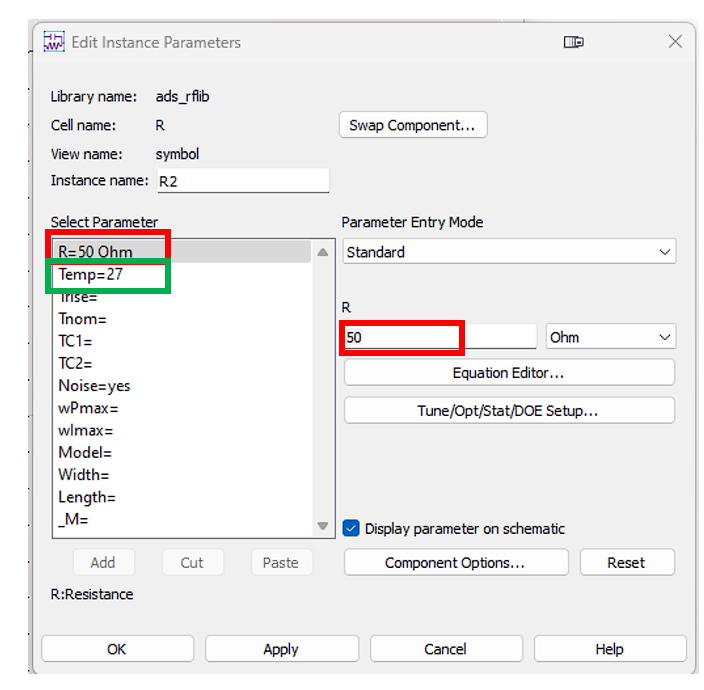 Edit Instance Parameters
Library name: ads_rflib
Cell name: R
Swap Component...
View name: symbol
Instance name: R2
Select Parameter
Parameter Entry Mode
R=50 Ohm
Standard
Temp=27
Trise=
R
Tnom=
50
Ohm
TC1=
TC2=
Equation Editor...
Noise=yes
wPmax=
Tune/Opt/Stat/DOE Setup...
wImax=
Model=
Width=
Length=
_M=
Display parameter on schematic
Add
Cut
Paste
Component Options...
Reset
R:Resistance
OK
Apply
Cancel
Help